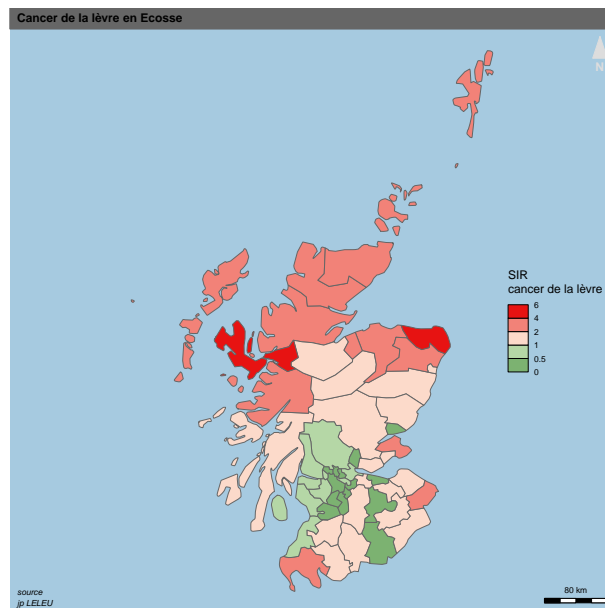 Cancer de la lèvre en Ecosse
N
SIR
cancer de la lèvre
6
4
2
1
0.5
0
source
jp LELEU
80 km